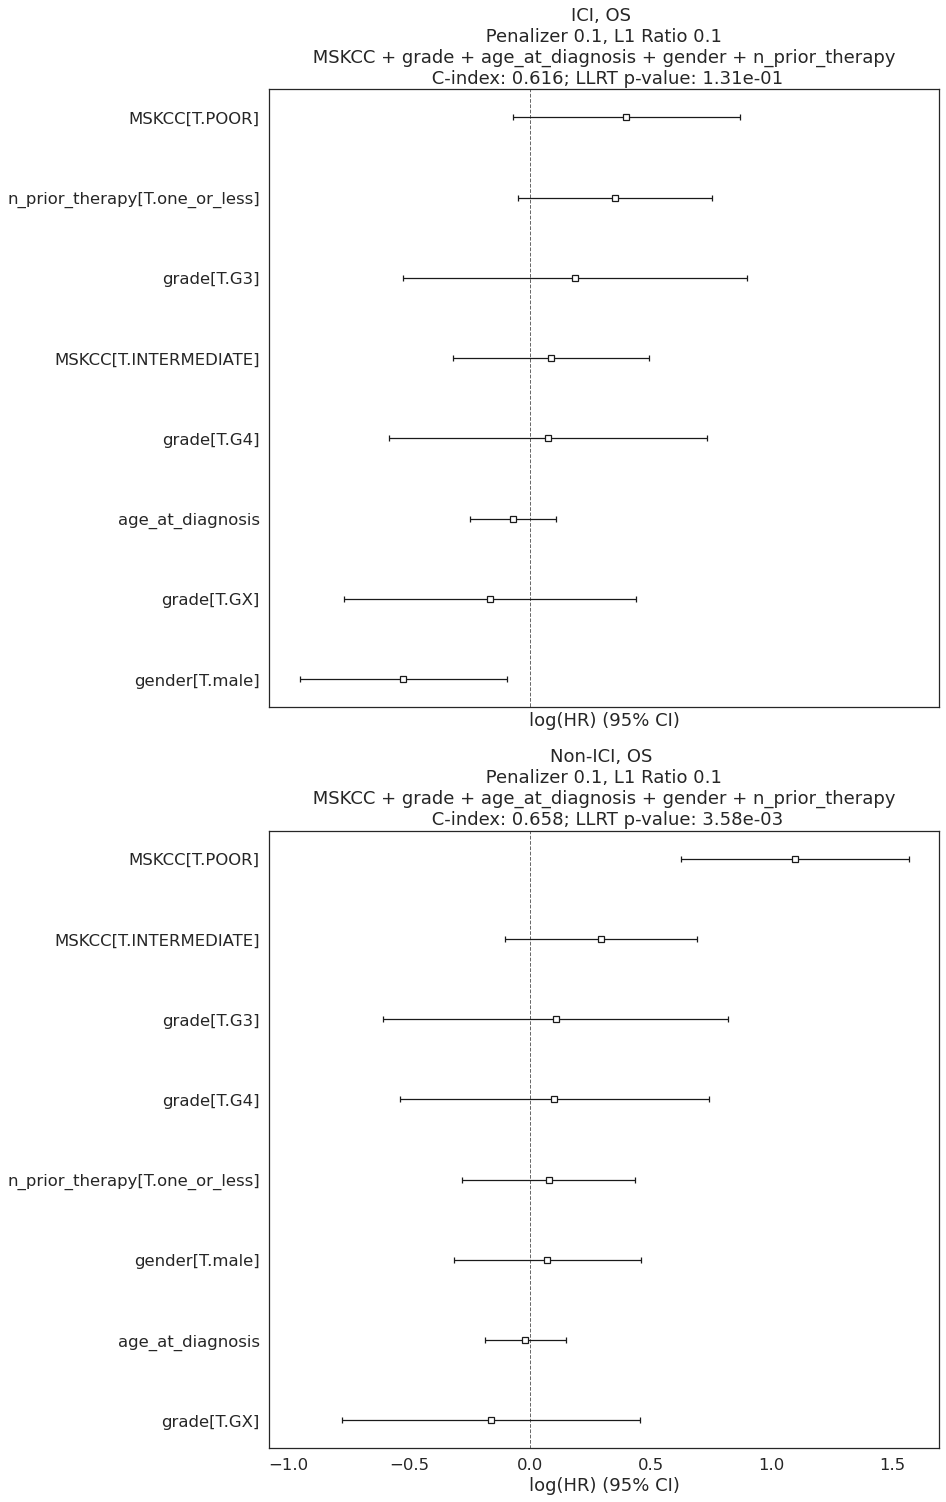 ICI, OS
Penalizer 0.1, L1 Ratio 0.1
MSKCC + grade + age_at_diagnosis + gender + n_prior_therapy
C-index: 0.616; LLRT p-value: 1.31e-01
MSKCC[T.POOR]
n_prior_therapy[T.one_or_less]
grade[T.G3]
MSKCC[T.INTERMEDIATE]
grade[T.G4]
age_at_diagnosis
grade[T.GX]
gender[T.male]
log(HR) (95% CI)
Non-ICI, OS
Penalizer 0.1, L1 Ratio 0.1
MSKCC + grade + age_at_diagnosis + gender + n_prior_therapy
C-index: 0.658; LLRT p-value: 3.58e-03
MSKCC[T.POOR]
MSKCC[T.INTERMEDIATE]
grade[T.G3]
grade[T.G4]
n_prior_therapy[T.one_or_less]
gender[T.male]
age_at_diagnosis
grade[T.GX]
−1.0 −0.5 0.0 0.5 1.0 1.5
log(HR) (95% CI)